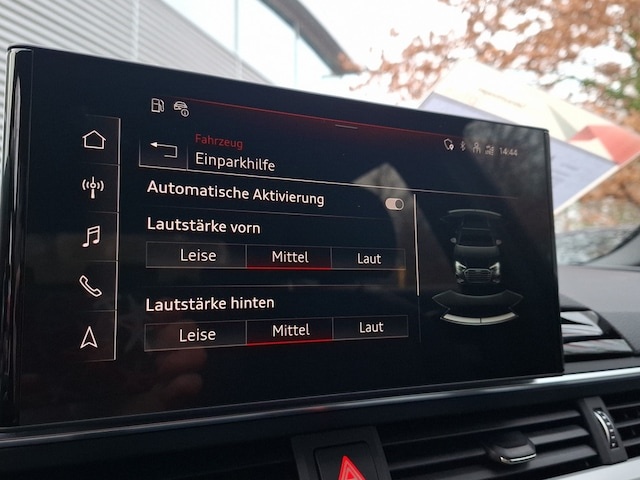 Fahrzeug
Einparkhilfe
14:44
Automatische Aktivierung
Lautstärke vorn
Leise Mittel Laut
Lautstärke hinten
Leise Mittel Laut